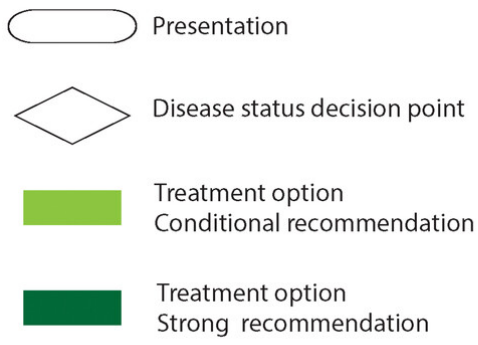 Presentation
Disease status decision point
Treatment option
Conditional recommendation
Treatment option
Strong recommendation